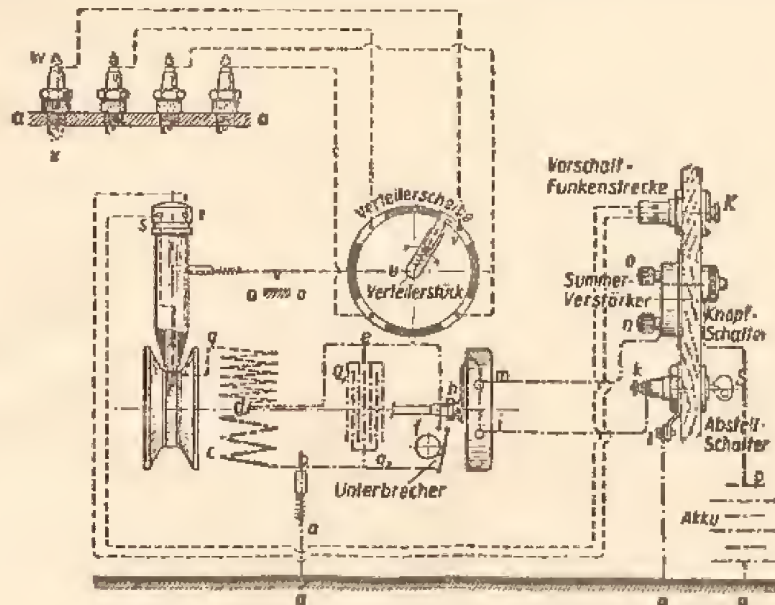 w
a a
x
Vorschalt-
Funkenstrecke
K
Verteilerscheibe
s
v
u
Verteilerstück
a a
o
Summer-
Verstärker
n
Knopf-
Schalter
q
e
d
c
h
m
k
f
Abstell-
Schalter
b
Unterbrecher
p
Akku
a
a a a